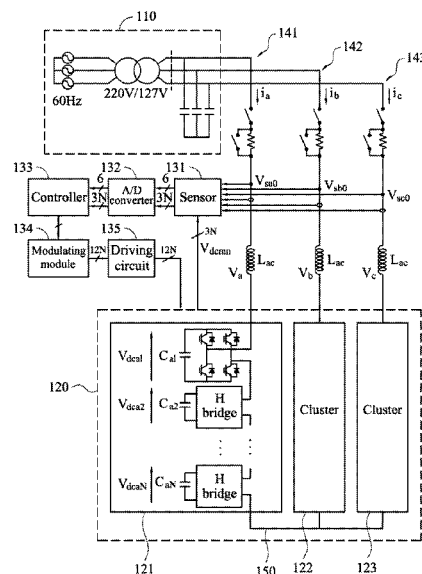 110
141
142
143
60Hz
220V/127V
ia
ib
ic
133
132
131
Controller
6
3N
A/D
converter
6
3N
Sensor
Vsa0
Vsb0
Vsc0
134
135
3N
Vdcmn
Modulating
module
12N
Driving
circuit
12N
Lac
Lac
Lac
Va
Vb
Vc
120
Vdca1
Ca1
Vdca2
Ca2
H
bridge
Cluster
Cluster
VdcaN
CaN
H
bridge
121
150
122
123